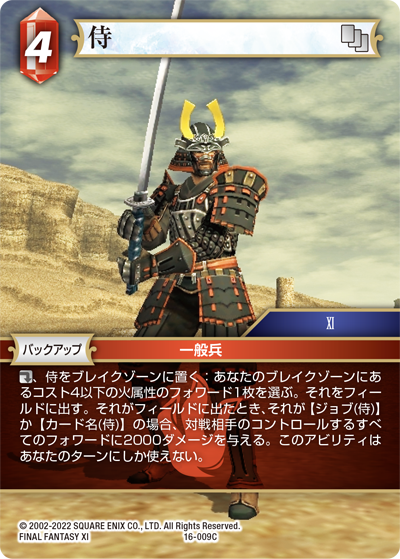 4
侍
XI
バックアップ
一般兵
、侍をブレイクゾーンに置く：あなたのブレイクゾーンにあ
るコスト4以下の火属性のフォワード1枚を選ぶ。それをフィー
ルドに出す。それがフィールドに出たとき、それが【ジョブ(侍)】
か【カード名(侍)】の場合、対戦相手のコントロールするすべ
てのフォワードに2000ダメージを与える。このアビリティは
あなたのターンにしか使えない。
© 2002-2022 SQUARE ENIX CO., LTD. All Rights Reserved.
FINAL FANTASY XI
16-009C